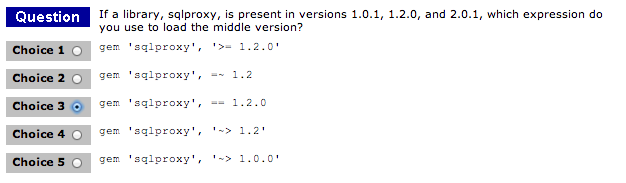 Question If a library, sqlproxy, is present in versions 1.0.1, 1.2.0, and 2.0.1, which expression do
you use to load the middle version?
Choice 1 gem 'sqlproxy', '>= 1.2.0'
Choice 2 gem 'sqlproxy', =~ 1.2
Choice 3 gem 'sqlproxy', == 1.2.0
Choice 4 gem 'sqlproxy', '~> 1.2'
Choice 5 gem 'sqlproxy', '~> 1.0.0'